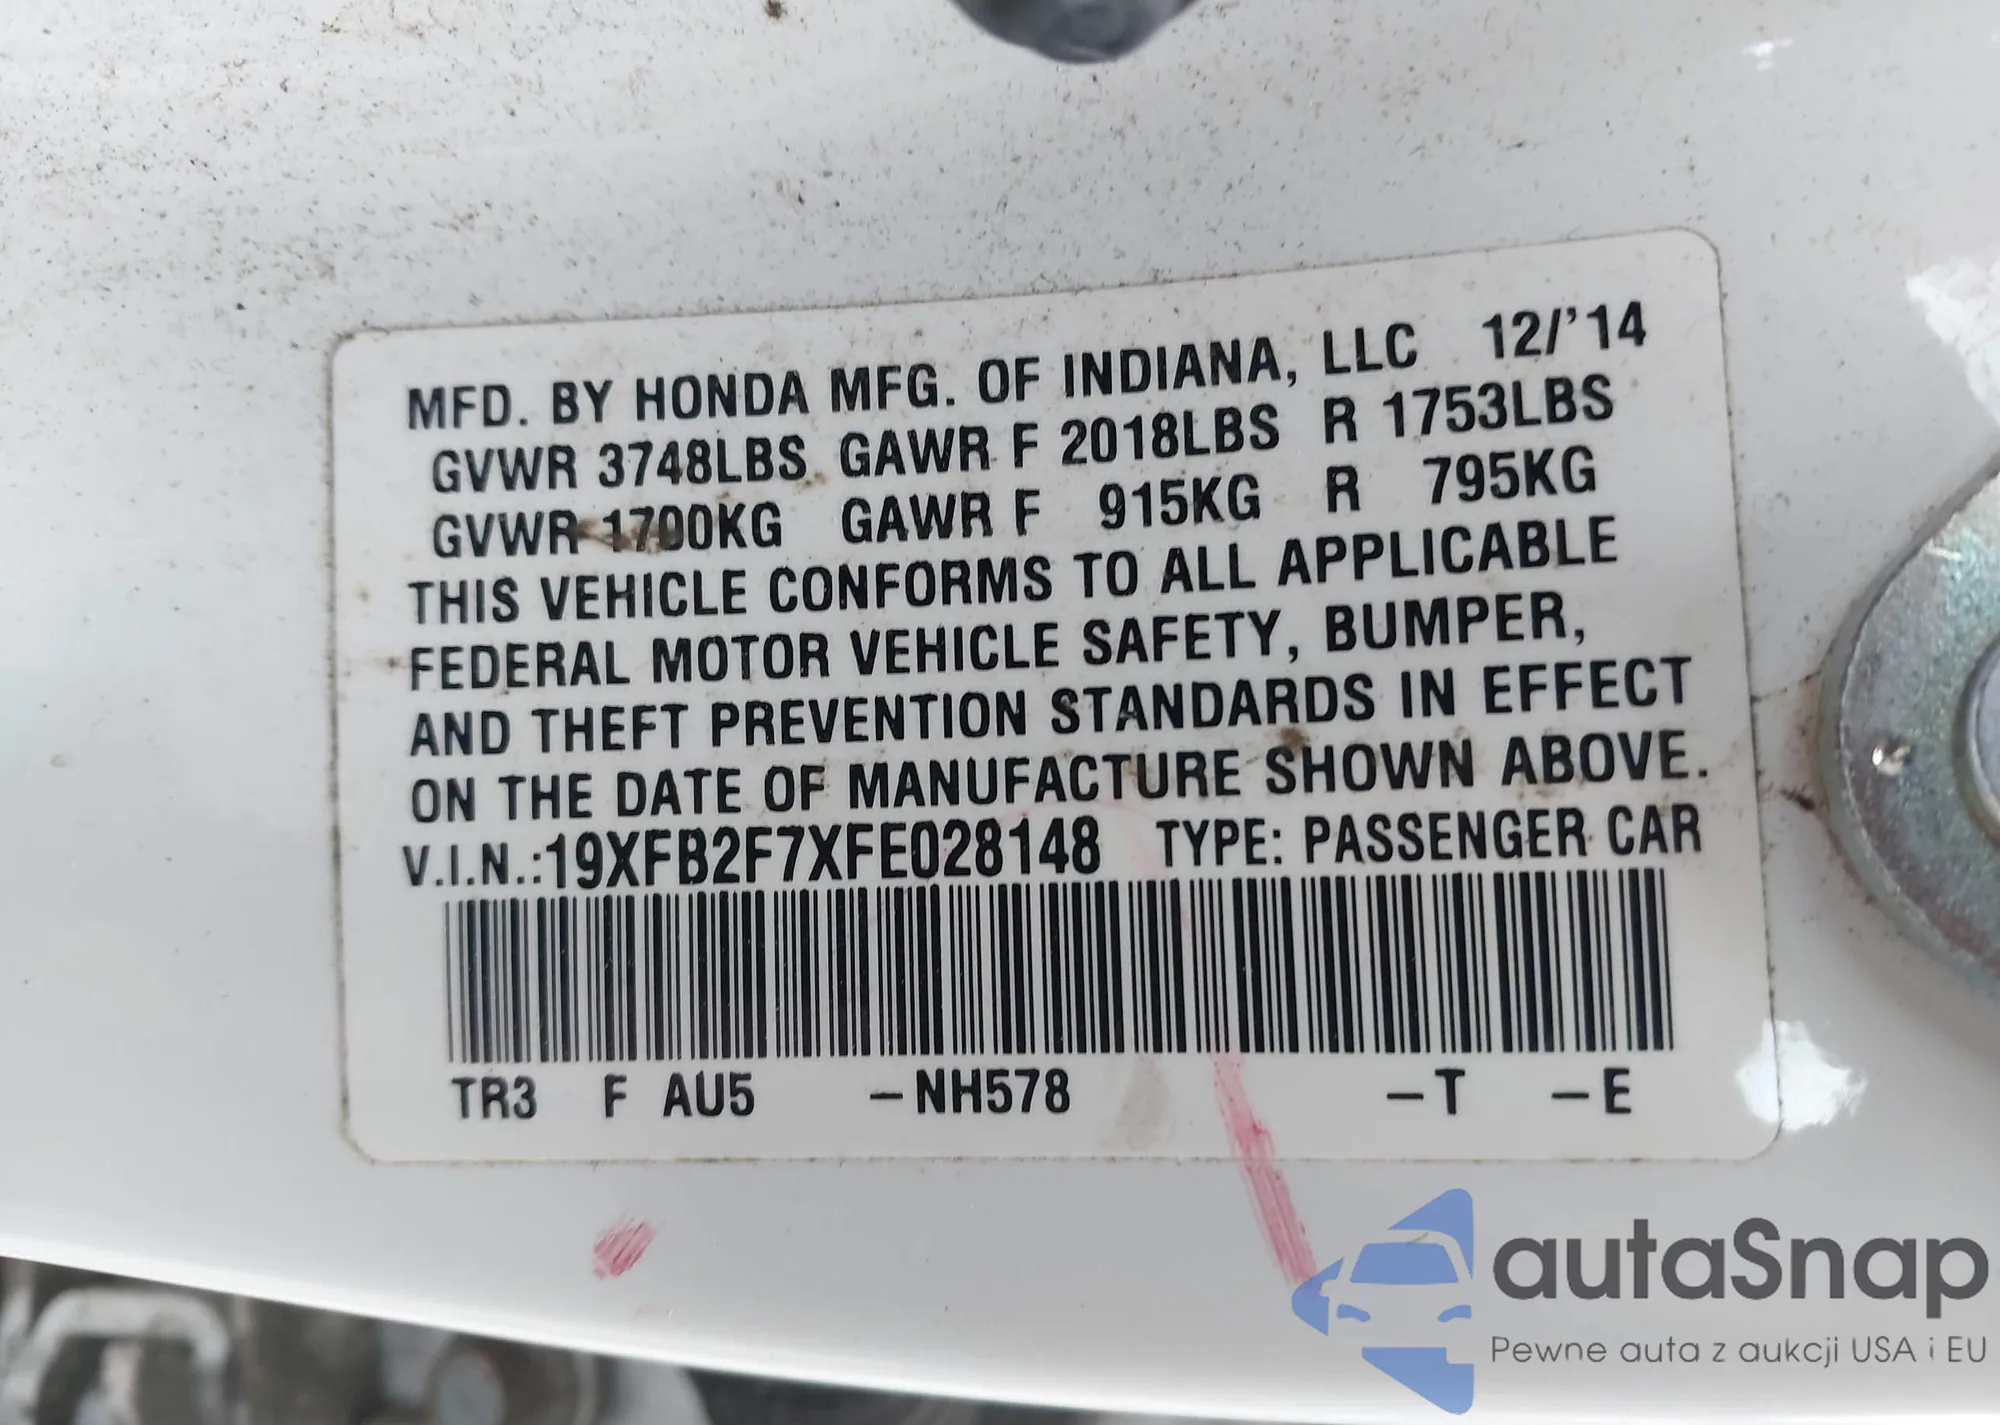 MFD. BY HONDA MFG. OF INDIANA, LLC 12/'14
GVWR 3748LBS GAWR F 2018LBS R 1753LBS
GVWR 1700KG GAWR F 915KG R 795KG
THIS VEHICLE CONFORMS TO ALL APPLICABLE
FEDERAL MOTOR VEHICLE SAFETY, BUMPER,
AND THEFT PREVENTION STANDARDS IN EFFECT
ON THE DATE OF MANUFACTURE SHOWN ABOVE.
V.I.N.:19XFB2F7XFE028148 TYPE: PASSENGER CAR
TR3 F AU5 –NH578 –T –E
autaSnap
Pewne auta z aukcji USA i EU